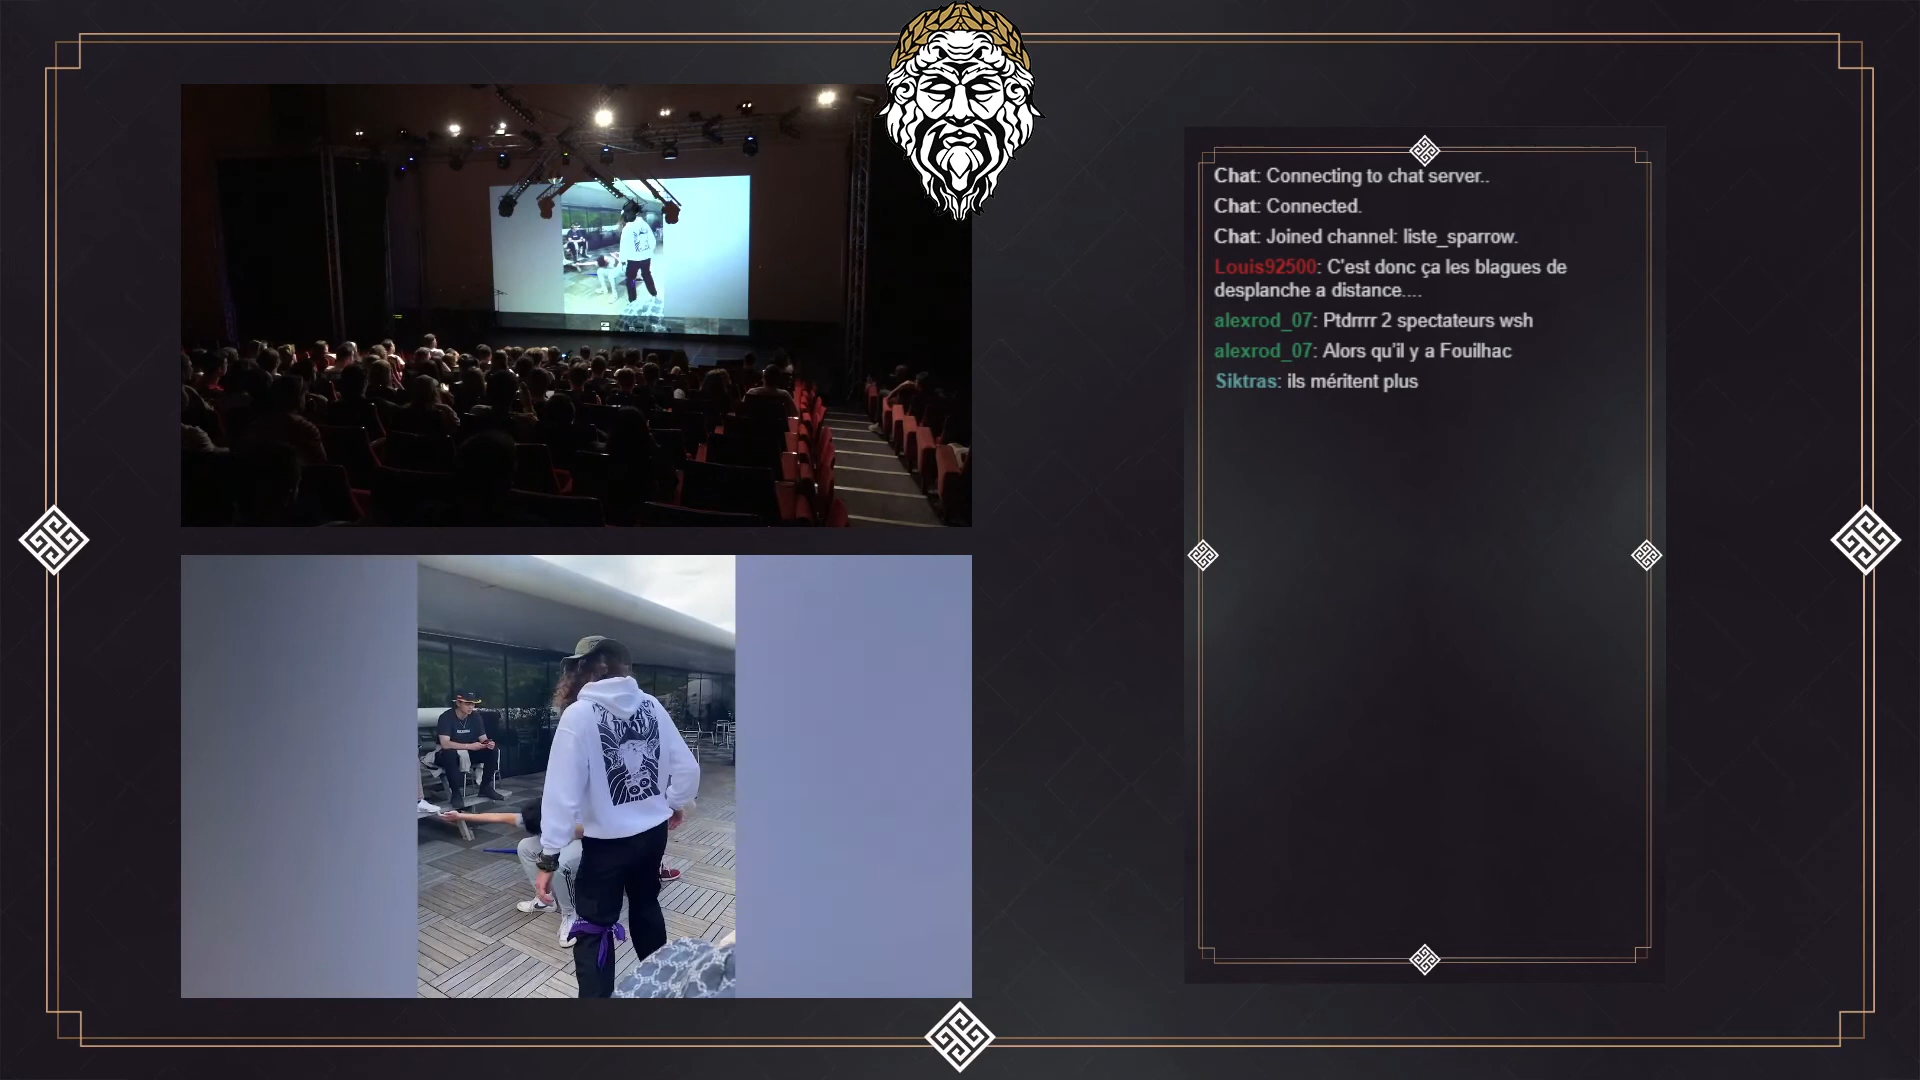 Chat: Connecting to chat server..
Chat: Connected.
Chat: Joined channel: liste_sparrow.
Louis92500: C'est donc ça les blagues de
desplanche a distance....
alexrod_07: Ptdrrrr 2 spectateurs wsh
alexrod_07: Alors qu'il y a Fouilhac
Siktras: ils méritent plus